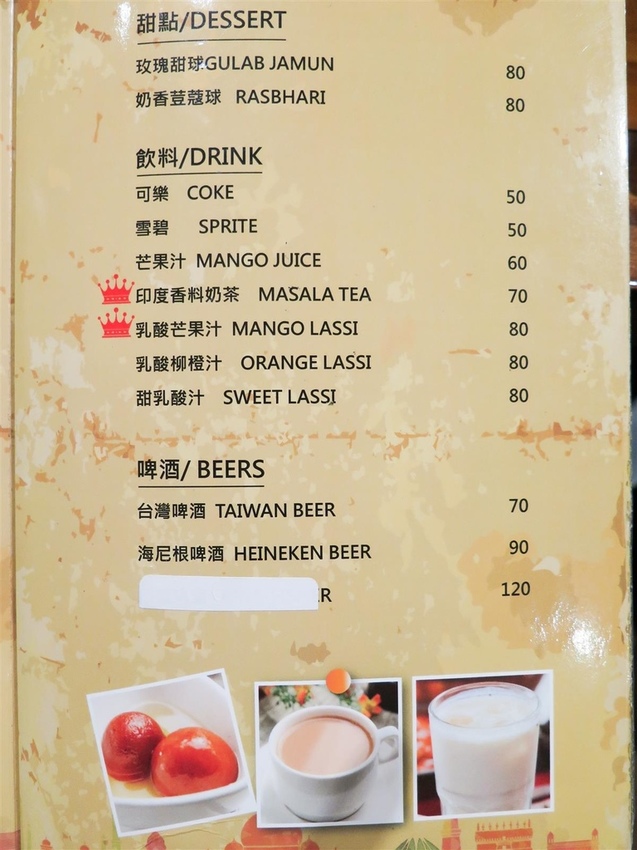 甜點/DESSERT
玫瑰甜球GULAB JAMUN 80
奶香荳蔻球 RASBHARI 80
飲料/DRINK
可樂 COKE 50
雪碧 SPRITE 50
芒果汁 MANGO JUICE 60
印度香料奶茶 MASALA TEA 70
乳酸芒果汁 MANGO LASSI 80
乳酸柳橙汁 ORANGE LASSI 80
甜乳酸汁 SWEET LASSI 80
啤酒/ BEERS
台灣啤酒 TAIWAN BEER 70
海尼根啤酒 HEINEKEN BEER 90
120